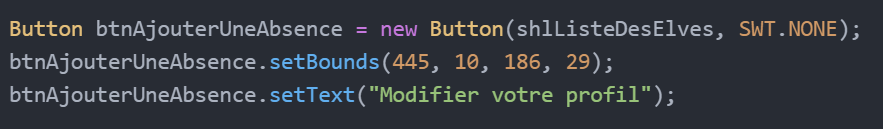 Button btnAjouterUneAbsence = new Button(shlListeDesElves, SWT.NONE);
btnAjouterUneAbsence.setBounds(445, 10, 186, 29);
btnAjouterUneAbsence.setText("Modifier votre profil");